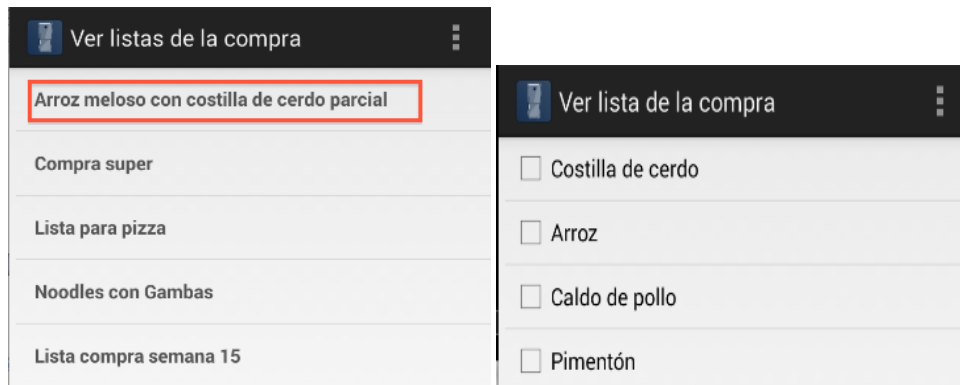 Ver listas de la compra
Arroz meloso con costilla de cerdo parcial
Compra super
Lista para pizza
Noodles con Gambas
Lista compra semana 15
Ver lista de la compra
Costilla de cerdo
Arroz
Caldo de pollo
Pimentón